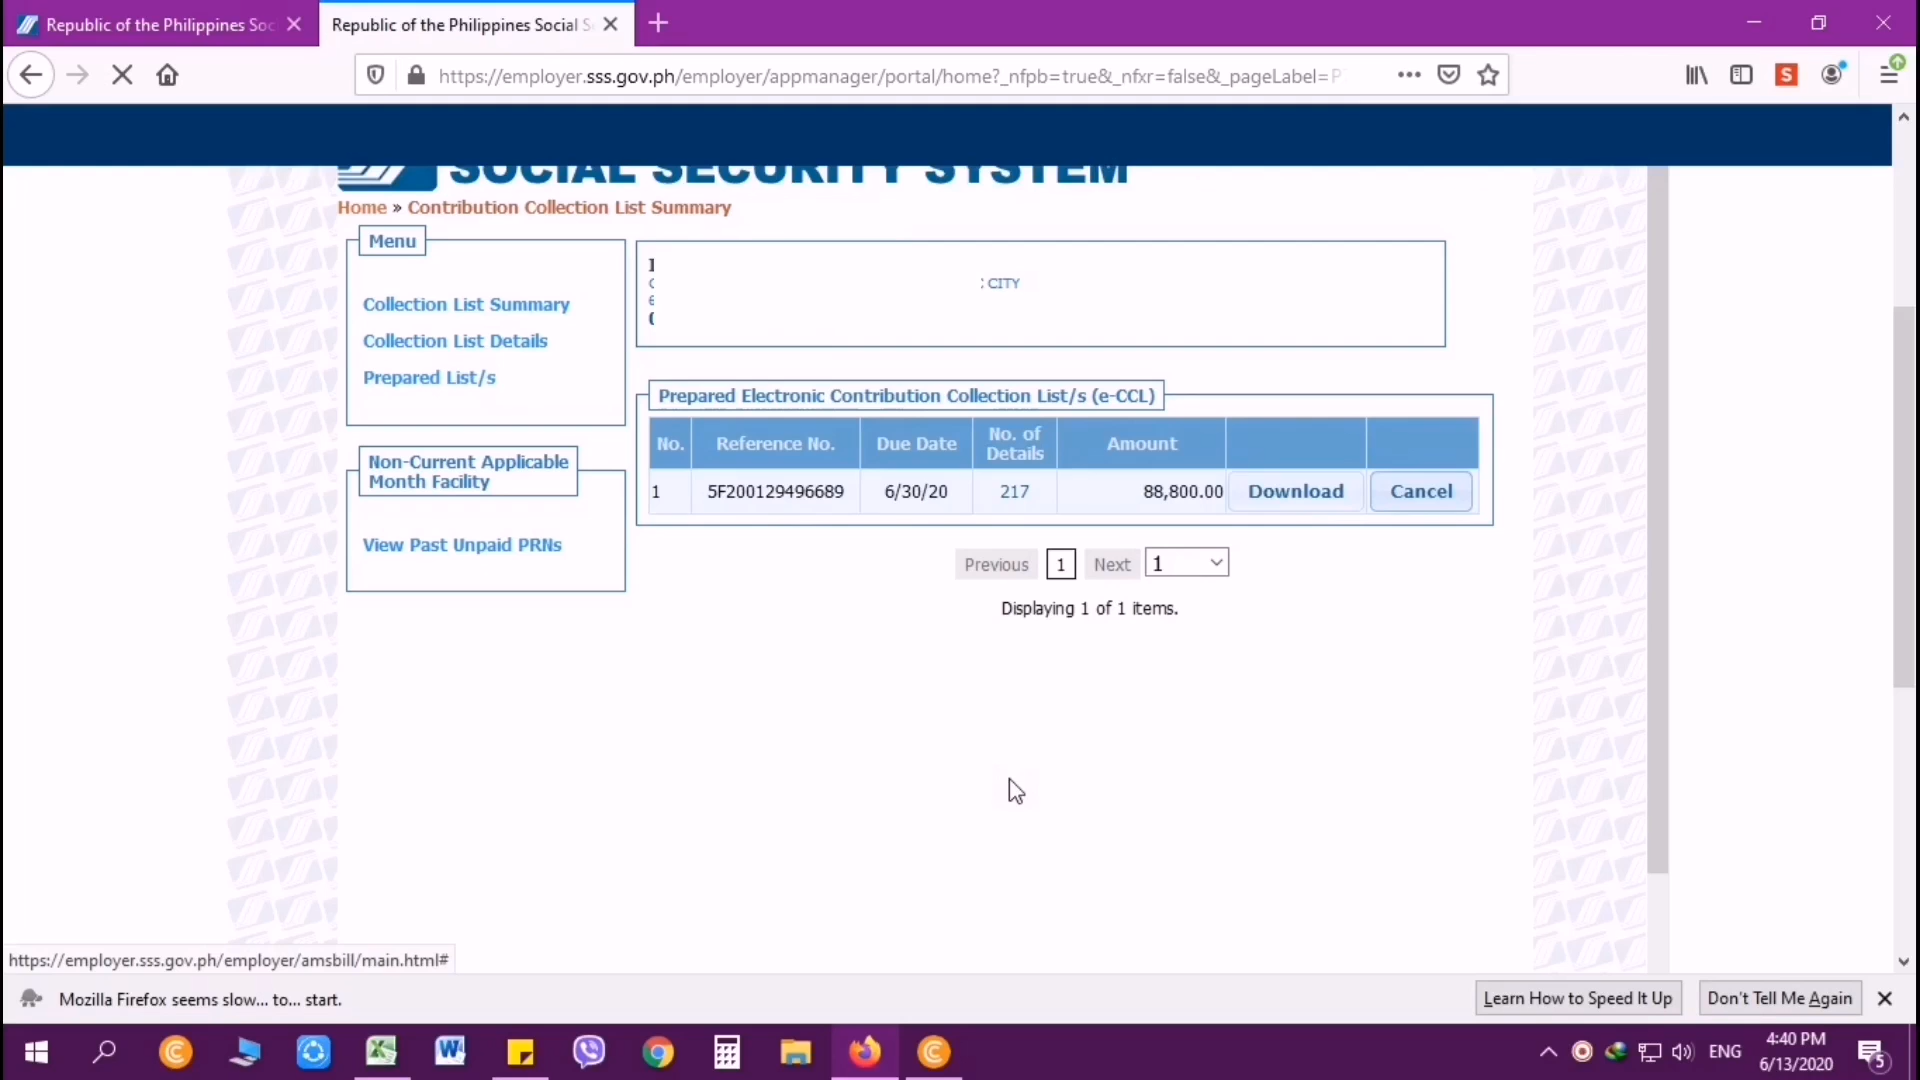 Republic of the Philippines Soc
Republic of the Philippines Social S
https://employer.sss.gov.ph/employer/appmanager/portal/home?_nfpb=true&_nfxr=false&_pageLabel=P
SOCIAL SECURITY SYSTEM
Home » Contribution Collection List Summary
Menu
Collection List Summary
Collection List Details
Prepared List/s
CITY
Non-Current Applicable
Month Facility
View Past Unpaid PRNs
Prepared Electronic Contribution Collection List/s (e-CCL)
No. Reference No. Due Date No. of Details Amount
1 5F200129496689 6/30/20 217 88,800.00 Download Cancel
Previous 1 Next 1
Displaying 1 of 1 items.
https://employer.sss.gov.ph/employer/amsbill/main.html#
Mozilla Firefox seems slow... to... start.
Learn How to Speed It Up Don't Tell Me Again
ENG
4:40 PM
6/13/2020
5